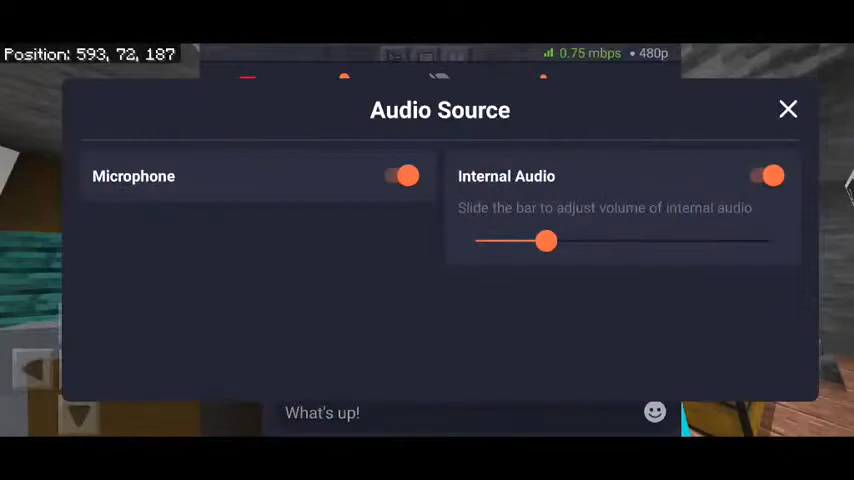 Position: 593, 72, 187
0.75 mbps • 480p
Audio Source
Microphone
Internal Audio
Slide the bar to adjust volume of internal audio
What's up!